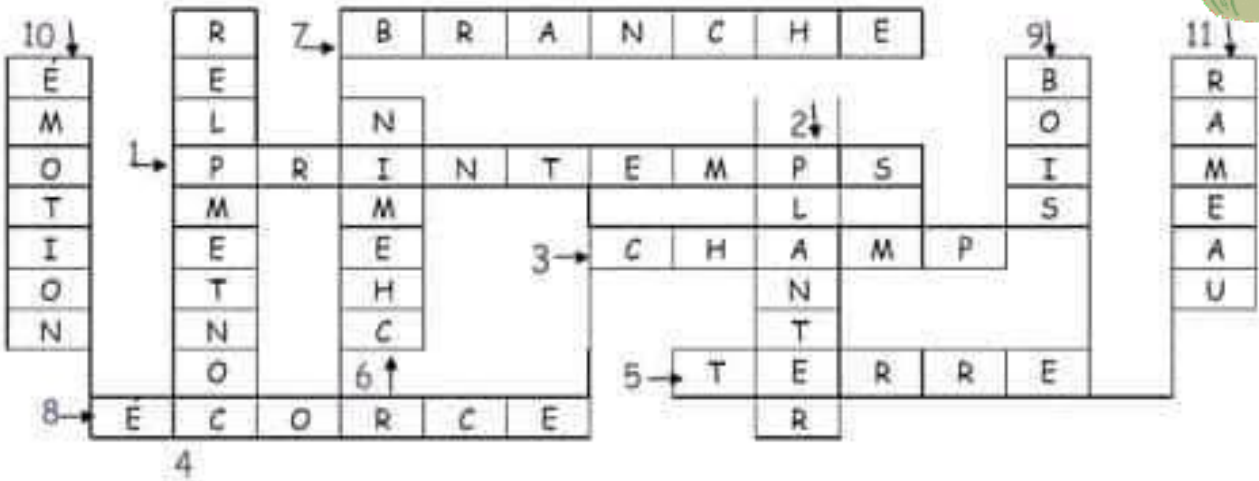 10 R 7 B R A N C H E 9 11
É E B R
M L N 2 O A
O 1 P R I N T E M P S I M
T M M L S E
I E E 3 C H A M P A
O T H N U
N N C T
O 6 5 T E R R E
8 É C O R C E R
4